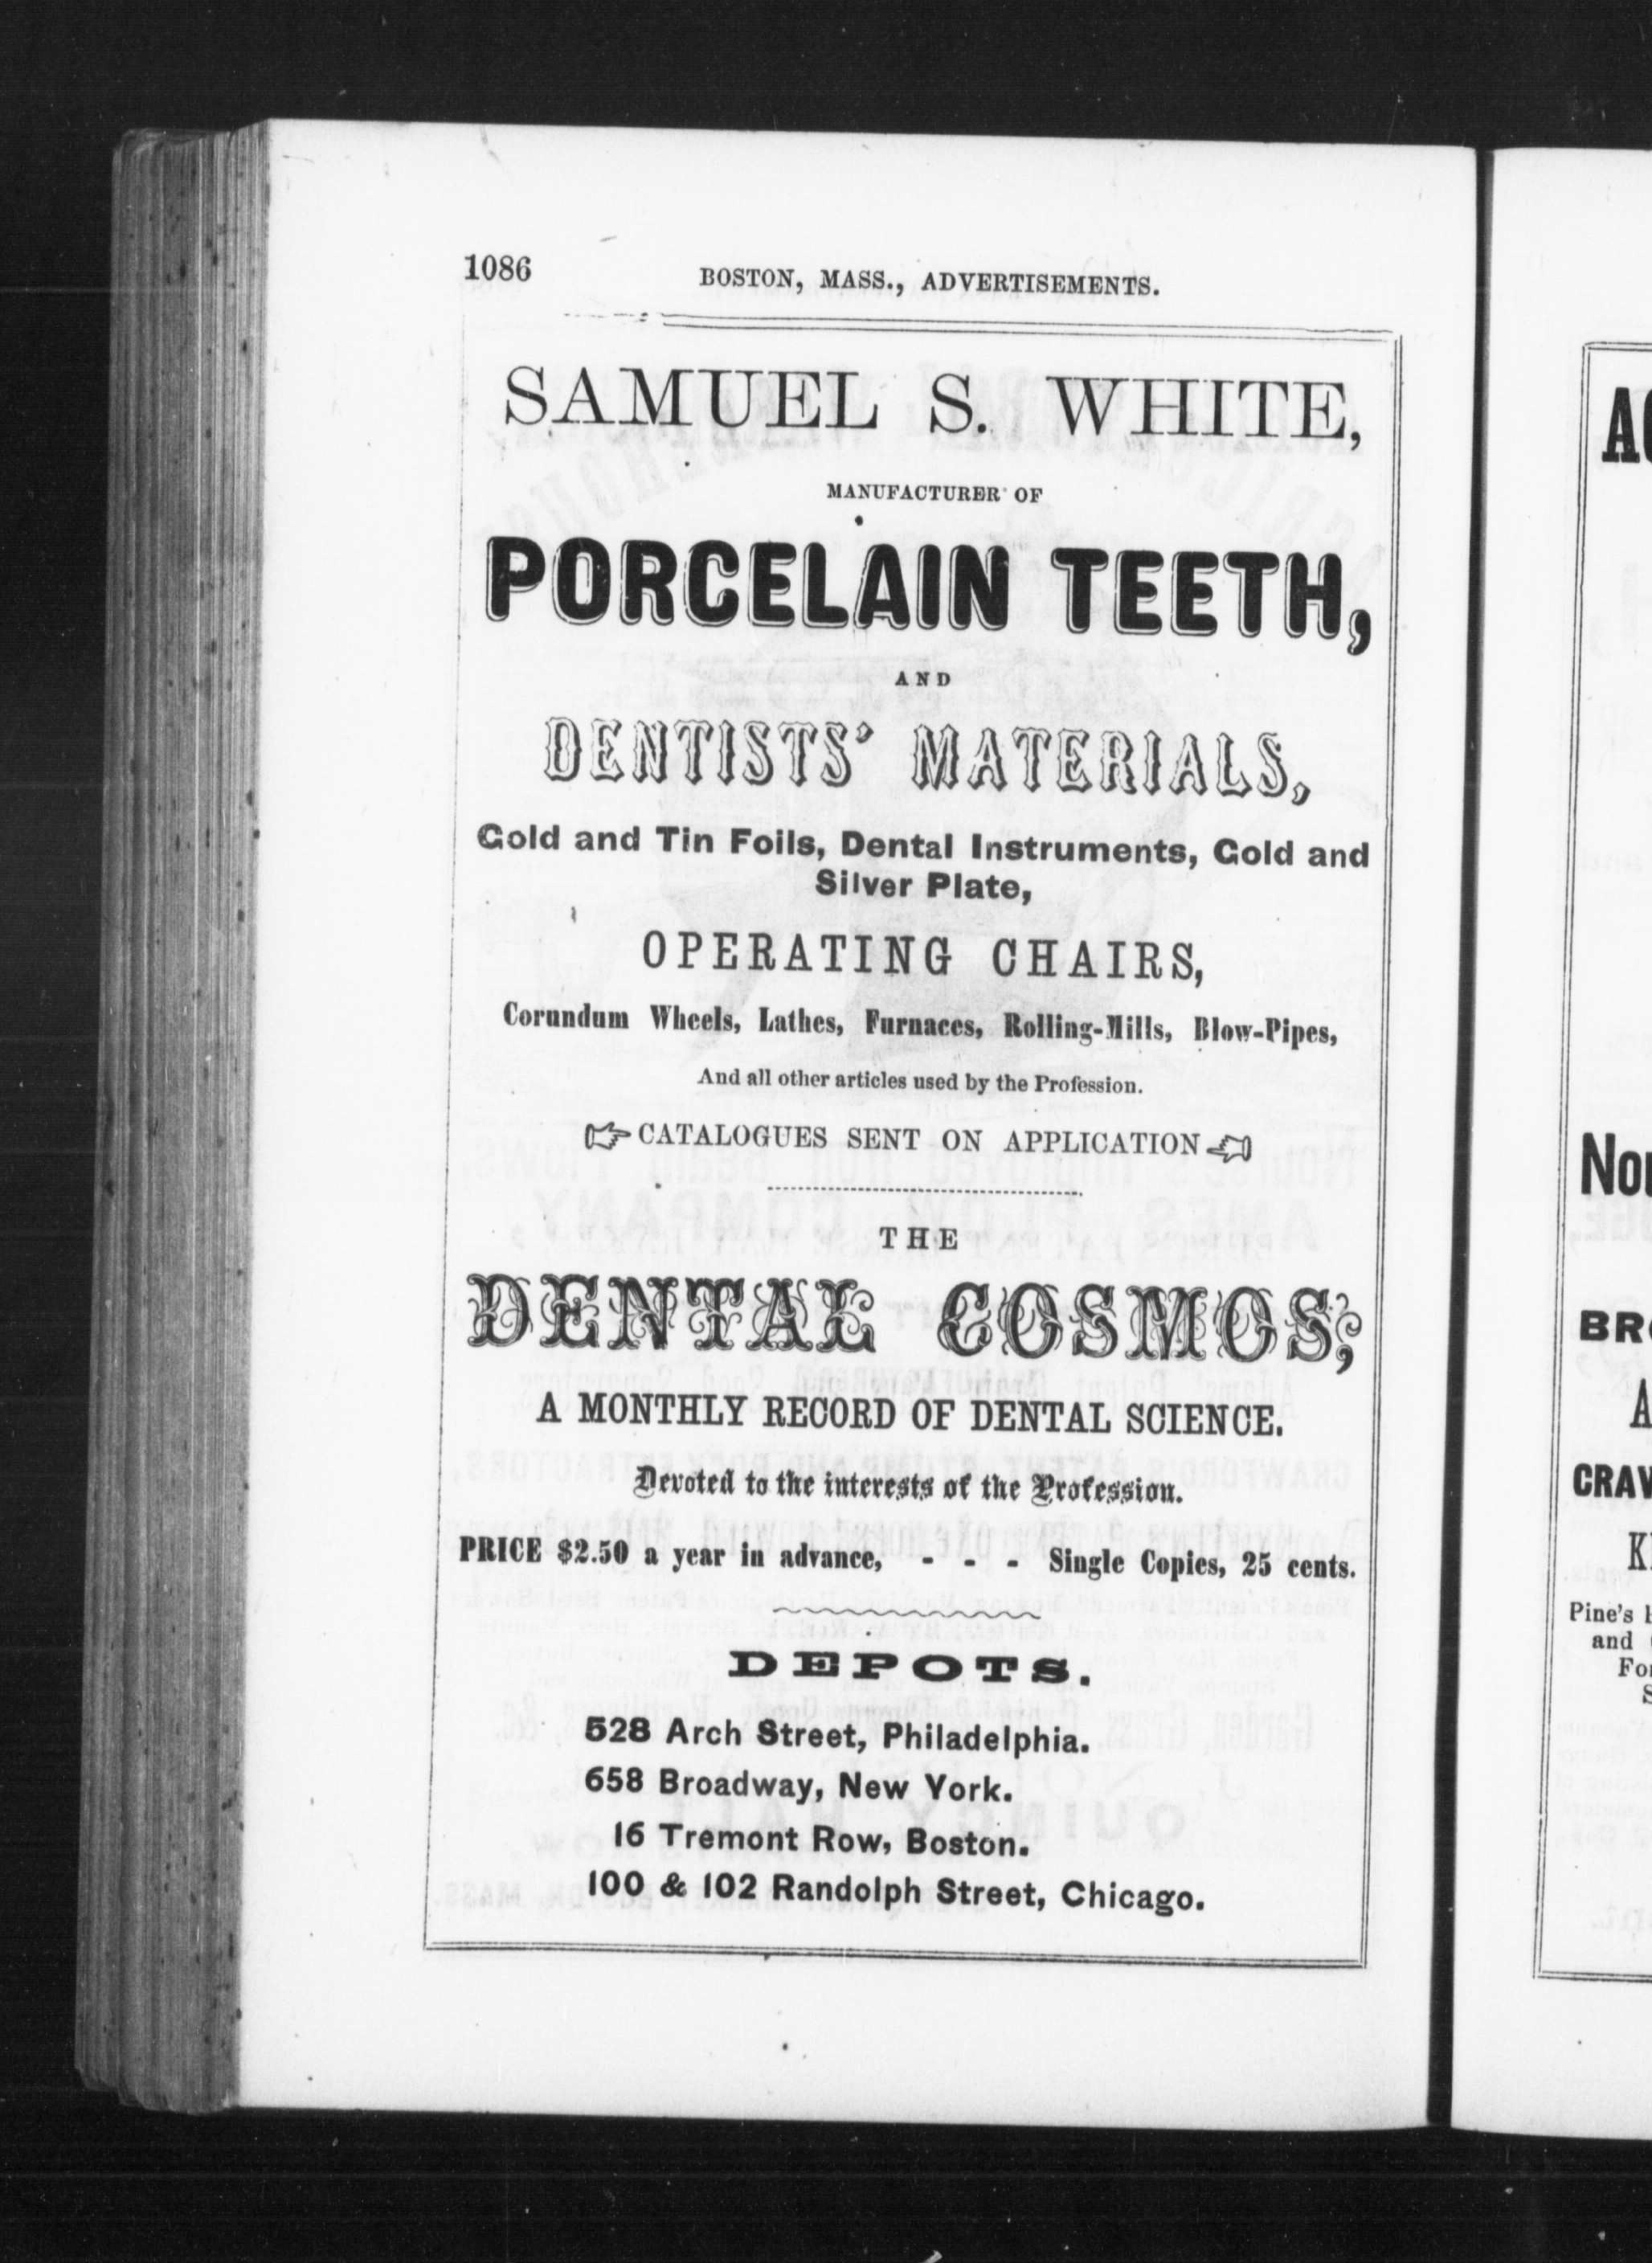 1086
BOSTON, MASS., ADVERTISEMENTS.
SAMUEL S. WHITE,
MANUFACTURER OF
PORCELAIN TEETH,
AND
DENTISTS' MATERIALS,
Gold and Tin Foils, Dental Instruments, Gold and
Silver Plate,
OPERATING CHAIRS,
Corundum Wheels, Lathes, Furnaces, Rolling-Mills, Blow-Pipes,
And all other articles used by the Profession.
CATALOGUES SENT ON APPLICATION
THE
DENTAL COSMOS,
A MONTHLY RECORD OF DENTAL SCIENCE.
Devoted to the interests of the Profession.
PRICE $2.50 a year in advance, - - - Single Copies, 25 cents.
DEPOTS.
528 Arch Street, Philadelphia.
658 Broadway, New York.
16 Tremont Row, Boston.
100 & 102 Randolph Street, Chicago.
Pine's
and